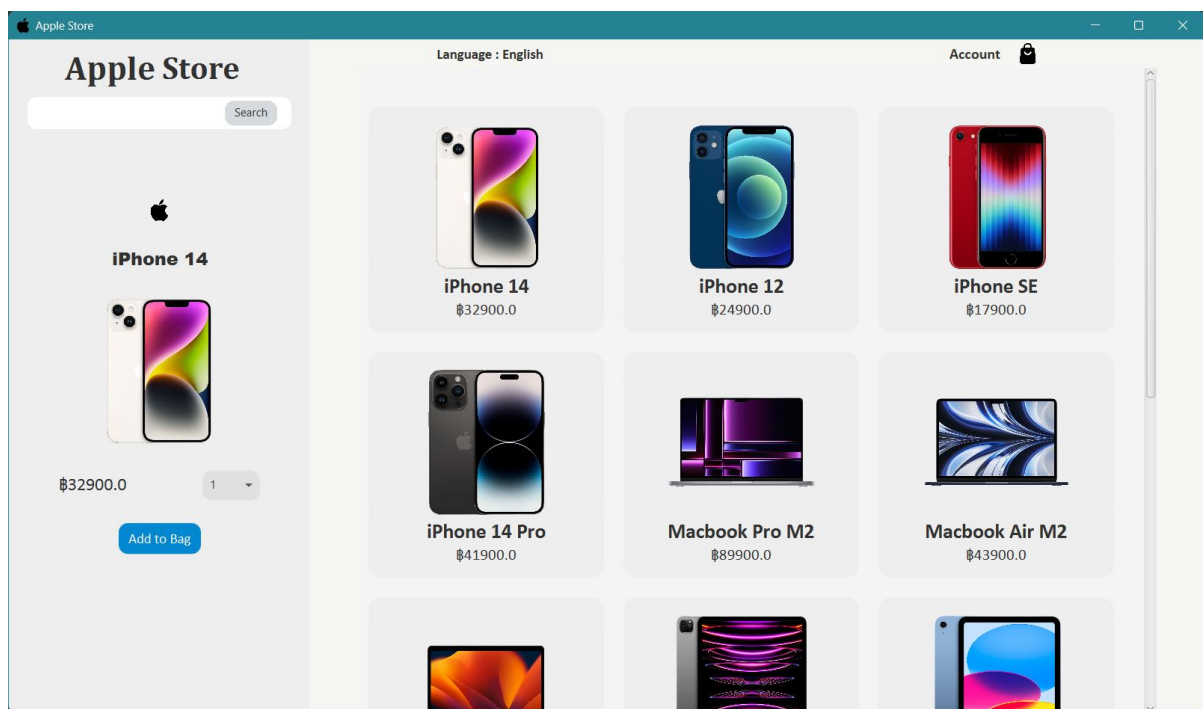 Apple Store
Apple Store
Search
iPhone 14
฿32900.0
1
Add to Bag
Language : English
Account
iPhone 14
฿32900.0
iPhone 12
฿24900.0
iPhone SE
฿17900.0
iPhone 14 Pro
฿41900.0
Macbook Pro M2
฿89900.0
Macbook Air M2
฿43900.0